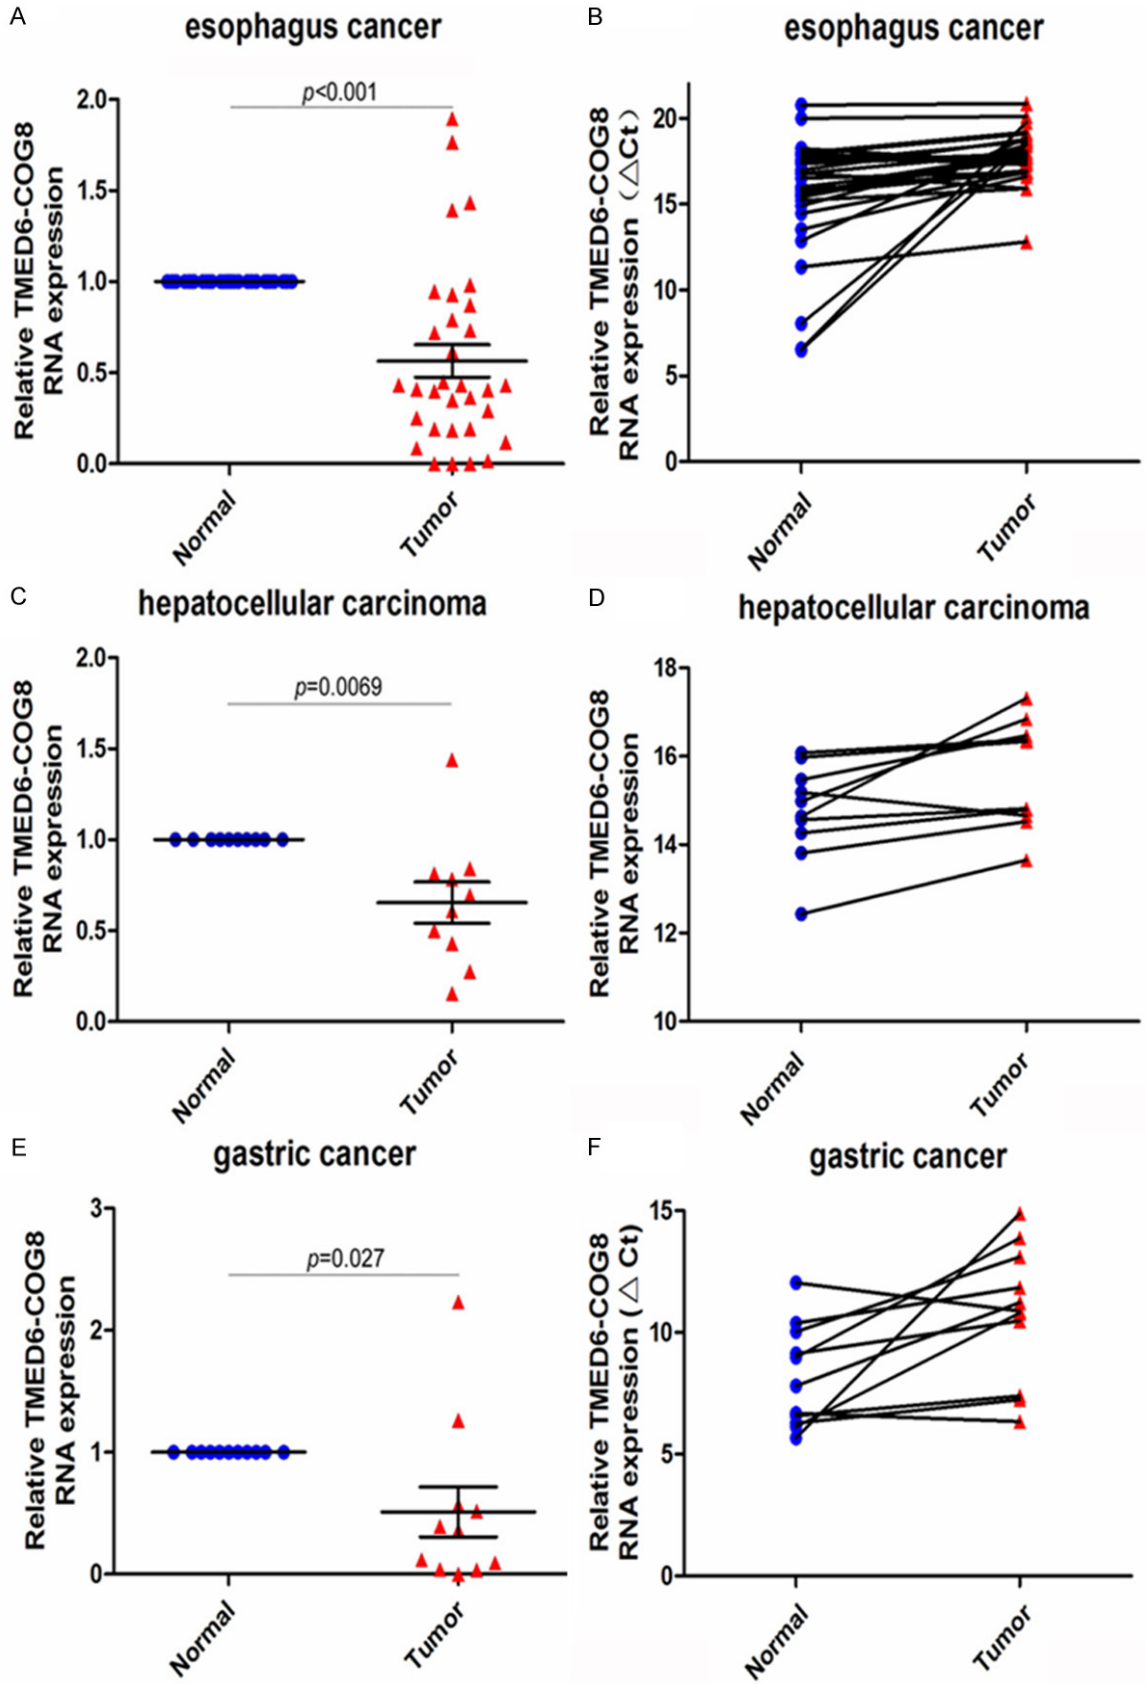 A
esophagus cancer
p<0.001
Relative TMED6-COG8
RNA expression
2.0
1.5
1.0
0.5
0.0
Normal
Tumor
B
esophagus cancer
Relative TMED6-COG8
RNA expression (△Ct)
20
15
10
5
0
Normal
Tumor
C
hepatocellular carcinoma
p=0.0069
Relative TMED6-COG8
RNA expression
2.0
1.5
1.0
0.5
0.0
Normal
Tumor
D
hepatocellular carcinoma
Relative TMED6-COG8
RNA expression
18
16
14
12
10
Normal
Tumor
E
gastric cancer
p=0.027
Relative TMED6-COG8
RNA expression
3
2
1
0
Normal
Tumor
F
gastric cancer
Relative TMED6-COG8
RNA expression (△ Ct)
15
10
5
0
Normal
Tumor